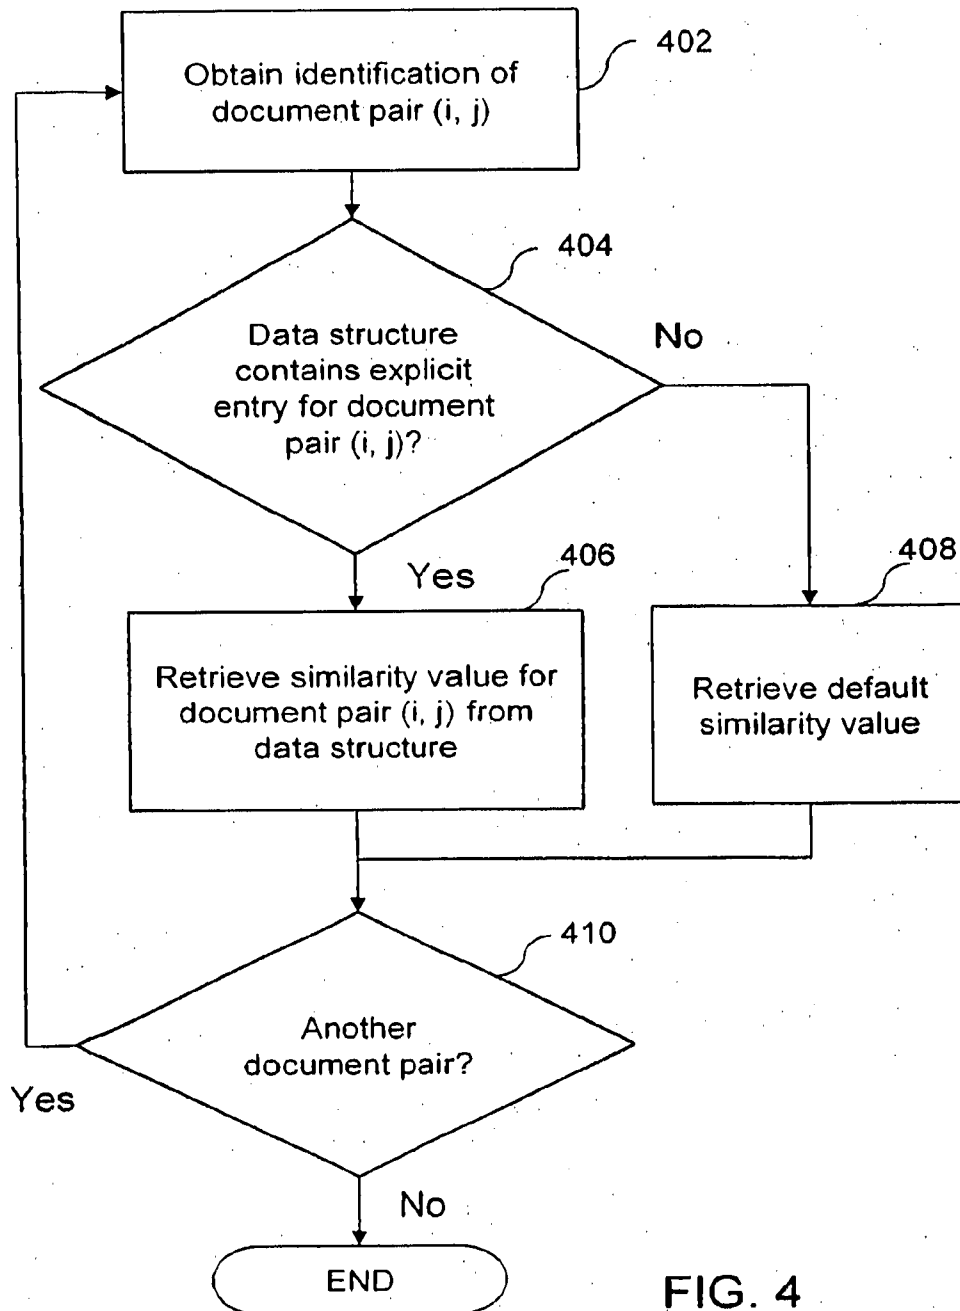 402
Obtain identification of
document pair (i, j)
404
Data structure
contains explicit
entry for document
pair (i, j)?
No
Yes
406
408
Retrieve similarity value for
document pair (i, j) from
data structure
Retrieve default
similarity value
410
Another
document pair?
Yes
No
END
FIG. 4